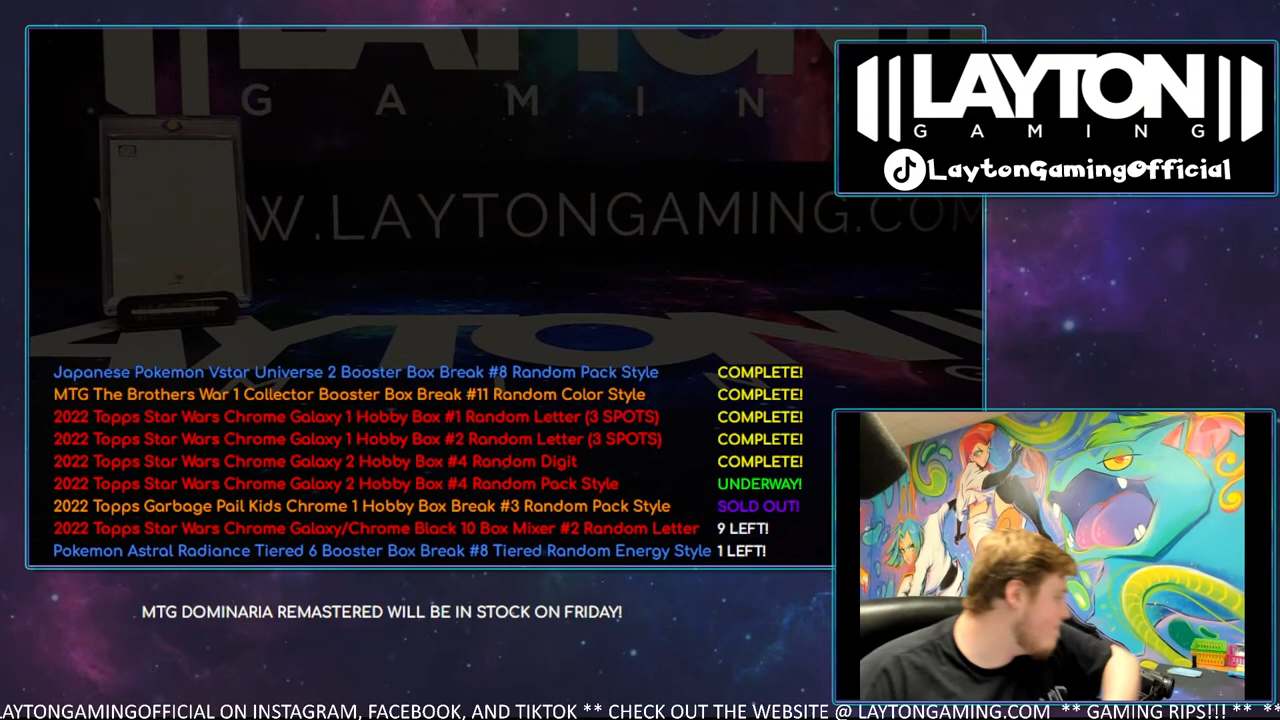 G A M I N
W.LAYTONGAMING.COM
LAYTON
G A M I N G
LaytonGamingOfficial
Japanese Pokemon Vstar Universe 2 Booster Box Break #8 Random Pack Style COMPLETE!
MTG The Brothers War 1 Collector Booster Box Break #11 Random Color Style COMPLETE!
2022 Topps Star Wars Chrome Galaxy 1 Hobby Box #1 Random Letter (3 SPOTS) COMPLETE!
2022 Topps Star Wars Chrome Galaxy 1 Hobby Box #2 Random Letter (3 SPOTS) COMPLETE!
2022 Topps Star Wars Chrome Galaxy 2 Hobby Box #4 Random Digit COMPLETE!
2022 Topps Star Wars Chrome Galaxy 2 Hobby Box #4 Random Pack Style UNDERWAY!
2022 Topps Garbage Pail Kids Chrome 1 Hobby Box Break #3 Random Pack Style SOLD OUT!
2022 Topps Star Wars Chrome Galaxy/Chrome Black 10 Box Mixer #2 Random Letter 9 LEFT!
Pokemon Astral Radiance Tiered 6 Booster Box Break #8 Tiered Random Energy Style 1 LEFT!
MTG DOMINARIA REMASTERED WILL BE IN STOCK ON FRIDAY!
LAYTONGAMINGOFFICIAL ON INSTAGRAM, FACEBOOK, AND TIKTOK ** CHECK OUT THE WEBSITE @ LAYTONGAMING.COM ** GAMING RIPS!!! ** **